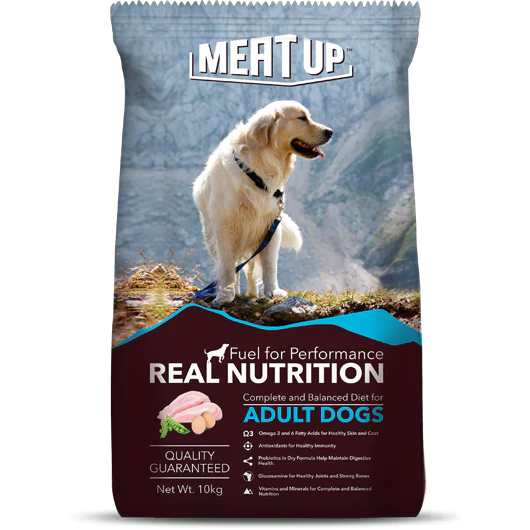 MEAT UP™
Fuel for Performance
REAL NUTRITION
Complete and Balanced Diet for
ADULT DOGS
Ω3 Omega 3 and 6 Fatty Acids for Healthy Skin and Coat
Antioxidants for Healthy Immunity
Probiotics in Dry Formula Help Maintain Digestive
Health.
Glucosamine for Healthy Joints and Strong Bones
Vitamins and Minerals for Complete and Balanced
Nutrition
QUALITY
GUARANTEED
Net Wt. 10kg